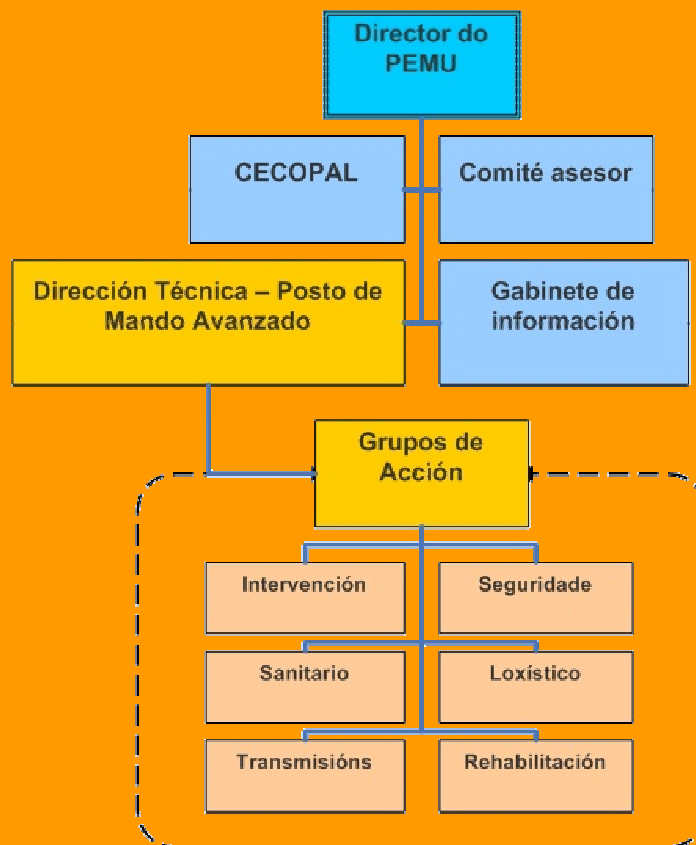 Director do
PEMU
CECOPAL
Comité asesor
Dirección Técnica – Posto de
Mando Avanzado
Gabinete de
información
Grupos de
Acción
Intervención
Seguridade
Sanitario
Loxístico
Transmisións
Rehabilitación